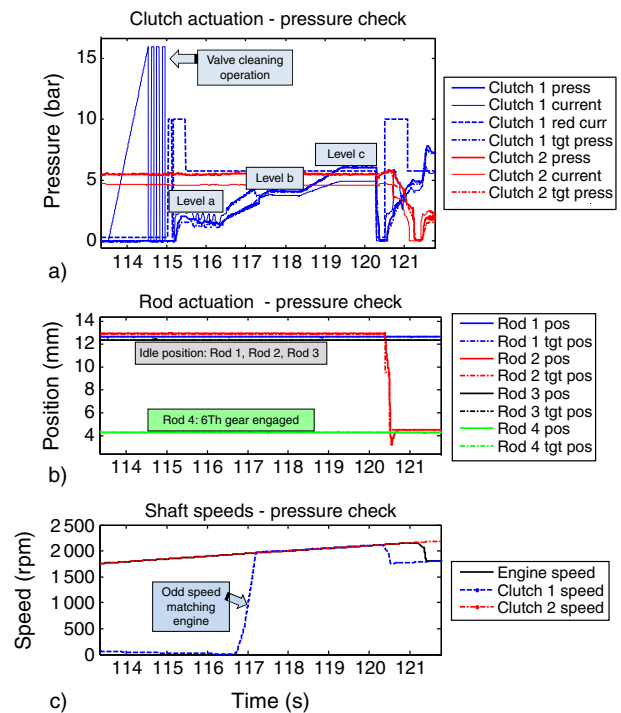 Clutch actuation - pressure check
Pressure (bar)
15
10
5
0
Valve cleaning
operation
Level a
Level b
Level c
114 115 116 117 118 119 120 121
Clutch 1 press
Clutch 1 current
Clutch 1 red curr
Clutch 1 tgt press
Clutch 2 press
Clutch 2 current
Clutch 2 tgt press
a)
Rod actuation - pressure check
Position (mm)
14
12
10
8
6
4
Idle position: Rod 1, Rod 2, Rod 3
Rod 4: 6Th gear engaged
114 115 116 117 118 119 120 121
Rod 1 pos
Rod 1 tgt pos
Rod 2 pos
Rod 2 tgt pos
Rod 3 pos
Rod 3 tgt pos
Rod 4 pos
Rod 4 tgt pos
b)
Shaft speeds - pressure check
Speed (rpm)
2 500
2 000
1 500
1 000
500
0
Odd speed
matching
engine
114 115 116 117 118 119 120 121
Engine speed
Clutch 1 speed
Clutch 2 speed
c)
Time (s)